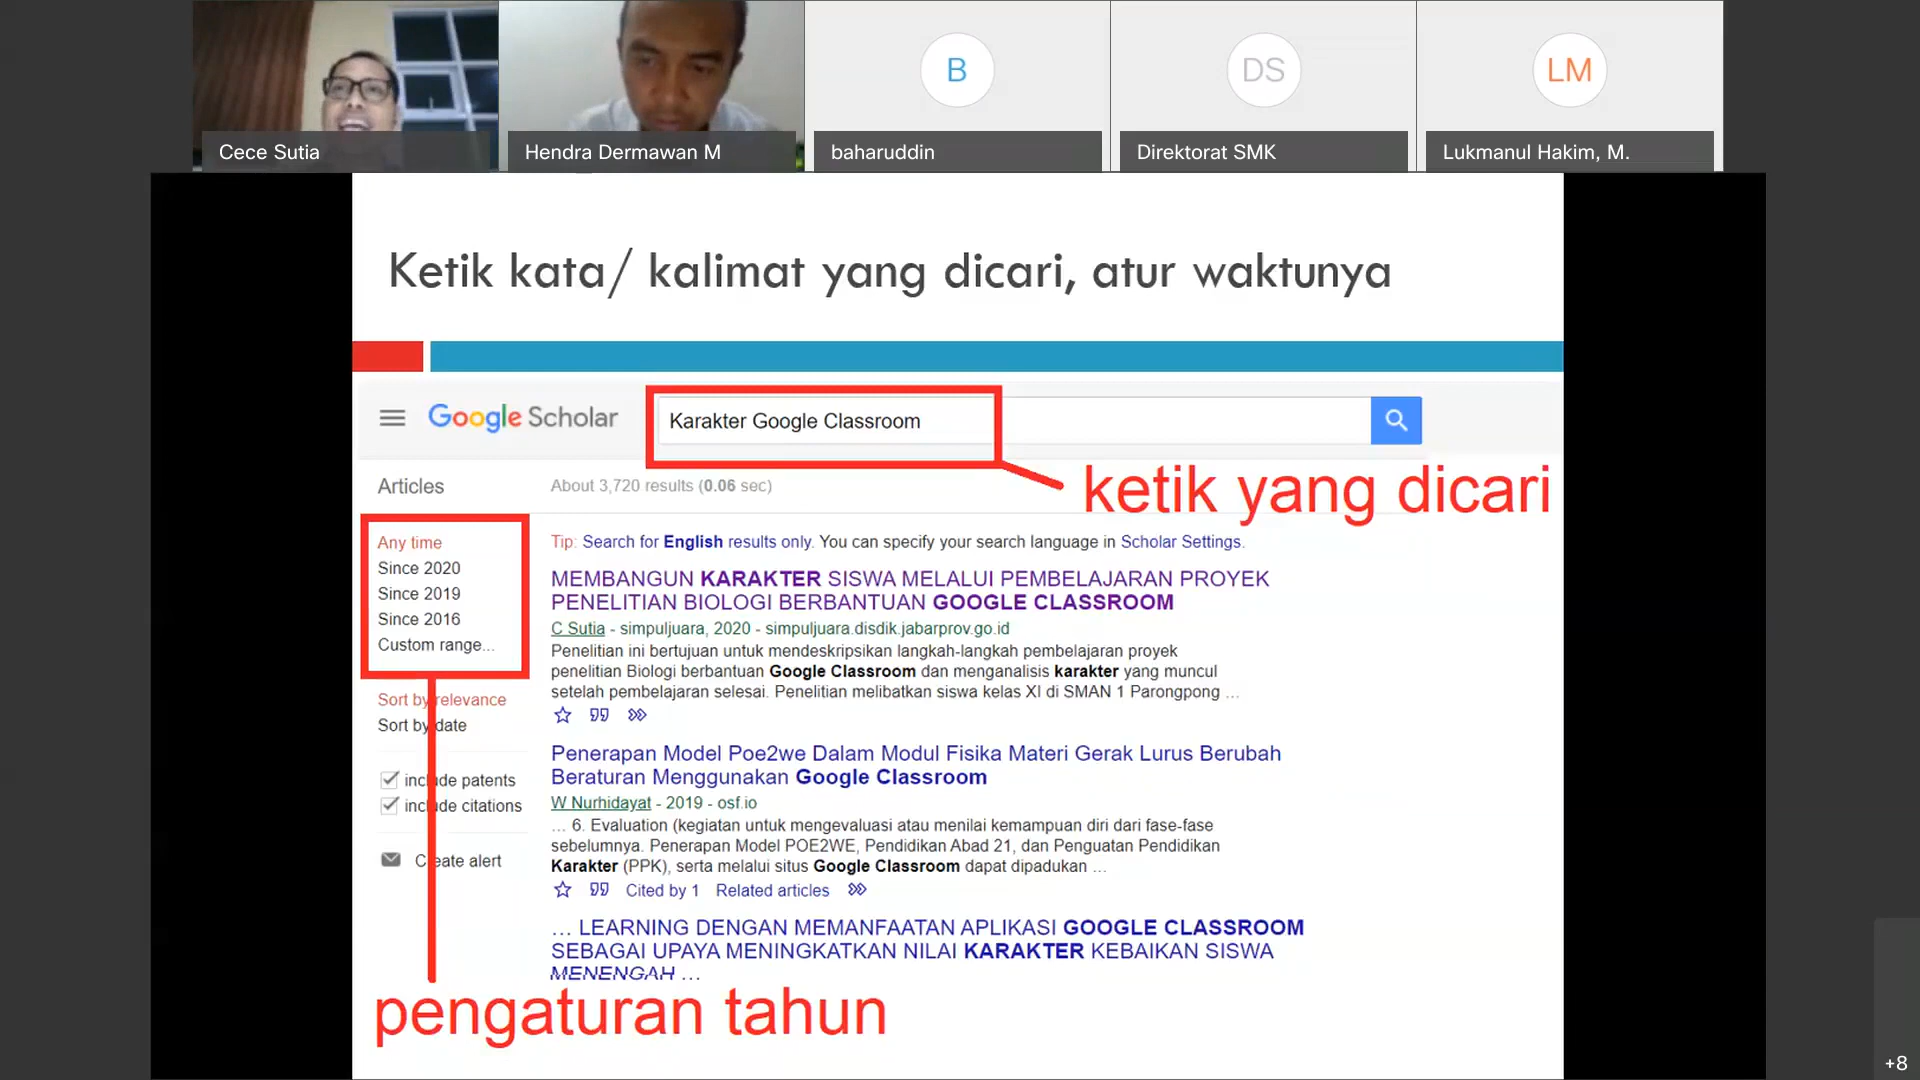 Cece Sutia
Hendra Dermawan M
B
baharuddin
DS
Direktorat SMK
LM
Lukmanul Hakim, M.
Ketik kata/ kalimat yang dicari, atur waktunya
Google Scholar
Karakter Google Classroom
ketik yang dicari
Articles
About 3,720 results (0.06 sec)
Any time
Since 2020
Since 2019
Since 2016
Custom range...
Sort by relevance
Sort by date
include patents
include citations
Create alert
pengaturan tahun
Tip: Search for English results only. You can specify your search language in Scholar Settings.
MEMBANGUN KARAKTER SISWA MELALUI PEMBELAJARAN PROYEK
PENELITIAN BIOLOGI BERBANTUAN GOOGLE CLASSROOM
C Sutia - simpuljuara, 2020 - simpuljuara.disdik.jabarprov.go.id
Penelitian ini bertujuan untuk mendeskripsikan langkah-langkah pembelajaran proyek
penelitian Biologi berbantuan Google Classroom dan menganalisis karakter yang muncul
setelah pembelajaran selesai. Penelitian melibatkan siswa kelas XI di SMAN 1 Parongpong ...
Penerapan Model Poe2we Dalam Modul Fisika Materi Gerak Lurus Berubah
Beraturan Menggunakan Google Classroom
W Nurhidayat - 2019 - osf.io
... 6. Evaluation (kegiatan untuk mengevaluasi atau menilai kemampuan diri dari fase-fase
sebelumnya. Penerapan Model POE2WE, Pendidikan Abad 21, dan Penguatan Pendidikan
Karakter (PPK), serta melalui situs Google Classroom dapat dipadukan ...
Cited by 1 Related articles
... LEARNING DENGAN MEMANFAATAN APLIKASI GOOGLE CLASSROOM
SEBAGAI UPAYA MENINGKATKAN NILAI KARAKTER KEBAIKAN SISWA
MENENGAH ...
+8